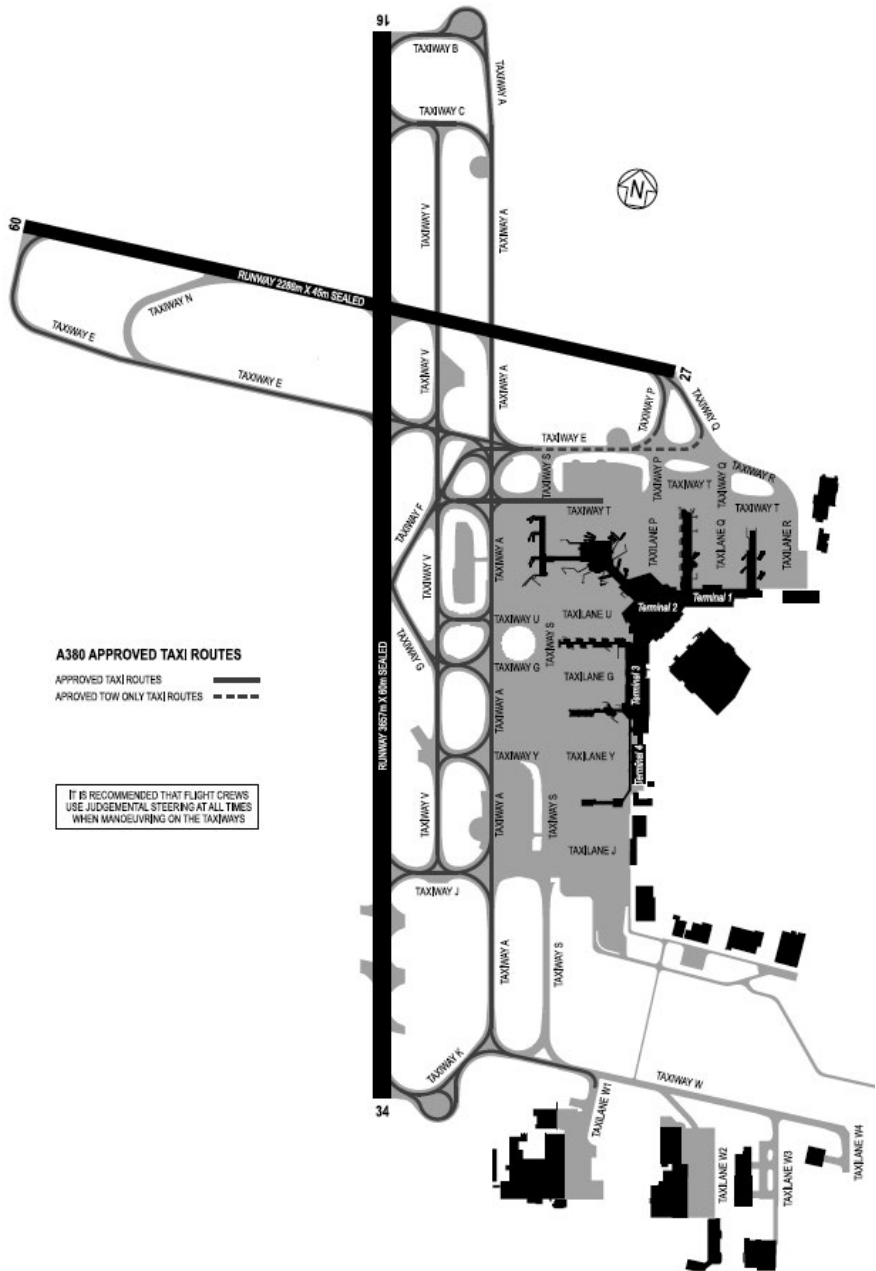 16
TAXIWAY B
TAXIWAY A
TAXIWAY C
N
TAXIWAY V
TAXIWAY A
09
RUNWAY 2286m X 45m SEALED
TAXIWAY N
TAXIWAY E
TAXIWAY E
TAXIWAY V
TAXIWAY A
27
TAXIWAY P
TAXIWAY Q
TAXIWAY E
TAXIWAY S
TAXIWAY P
TAXIWAY Q
TAXIWAY R
TAXIWAY T
TAXIWAY T
TAXIWAY T
TAXIWAY F
TAXIWAY V
TAXIWAY A
TAXILANE P
TAXILANE Q
TAXILANE R
Terminal 1
Terminal 2
TAXILANE U
TAXIWAY U
TAXIWAY S
TAXIWAY G
TAXIWAY G
TAXILANE G
Terminal 3
A380 APPROVED TAXI ROUTES
APPROVED TAXI ROUTES
APROVED TOW ONLY TAXI ROUTES
RUNWAY 3657m X 60m SEALED
TAXIWAY A
TAXIWAY Y
TAXILANE Y
Terminal 4
IT IS RECOMMENDED THAT FLIGHT CREWS
USE JUDGEMENTAL STEERING AT ALL TIMES
WHEN MANOEUVRING ON THE TAXIWAYS
TAXIWAY V
TAXIWAY A
TAXIWAY S
TAXILANE J
TAXIWAY J
TAXIWAY A
TAXIWAY S
TAXIWAY K
34
TAXIWAY W
TAXILANE W1
TAXILANE W2
TAXILANE W3
TAXILANE W4